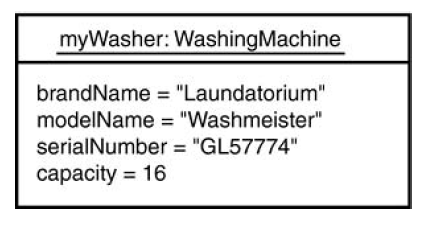 myWasher: WashingMachine
brandName = "Laundatorium"
modelName = "Washmeister"
serialNumber = "GL57774"
capacity = 16